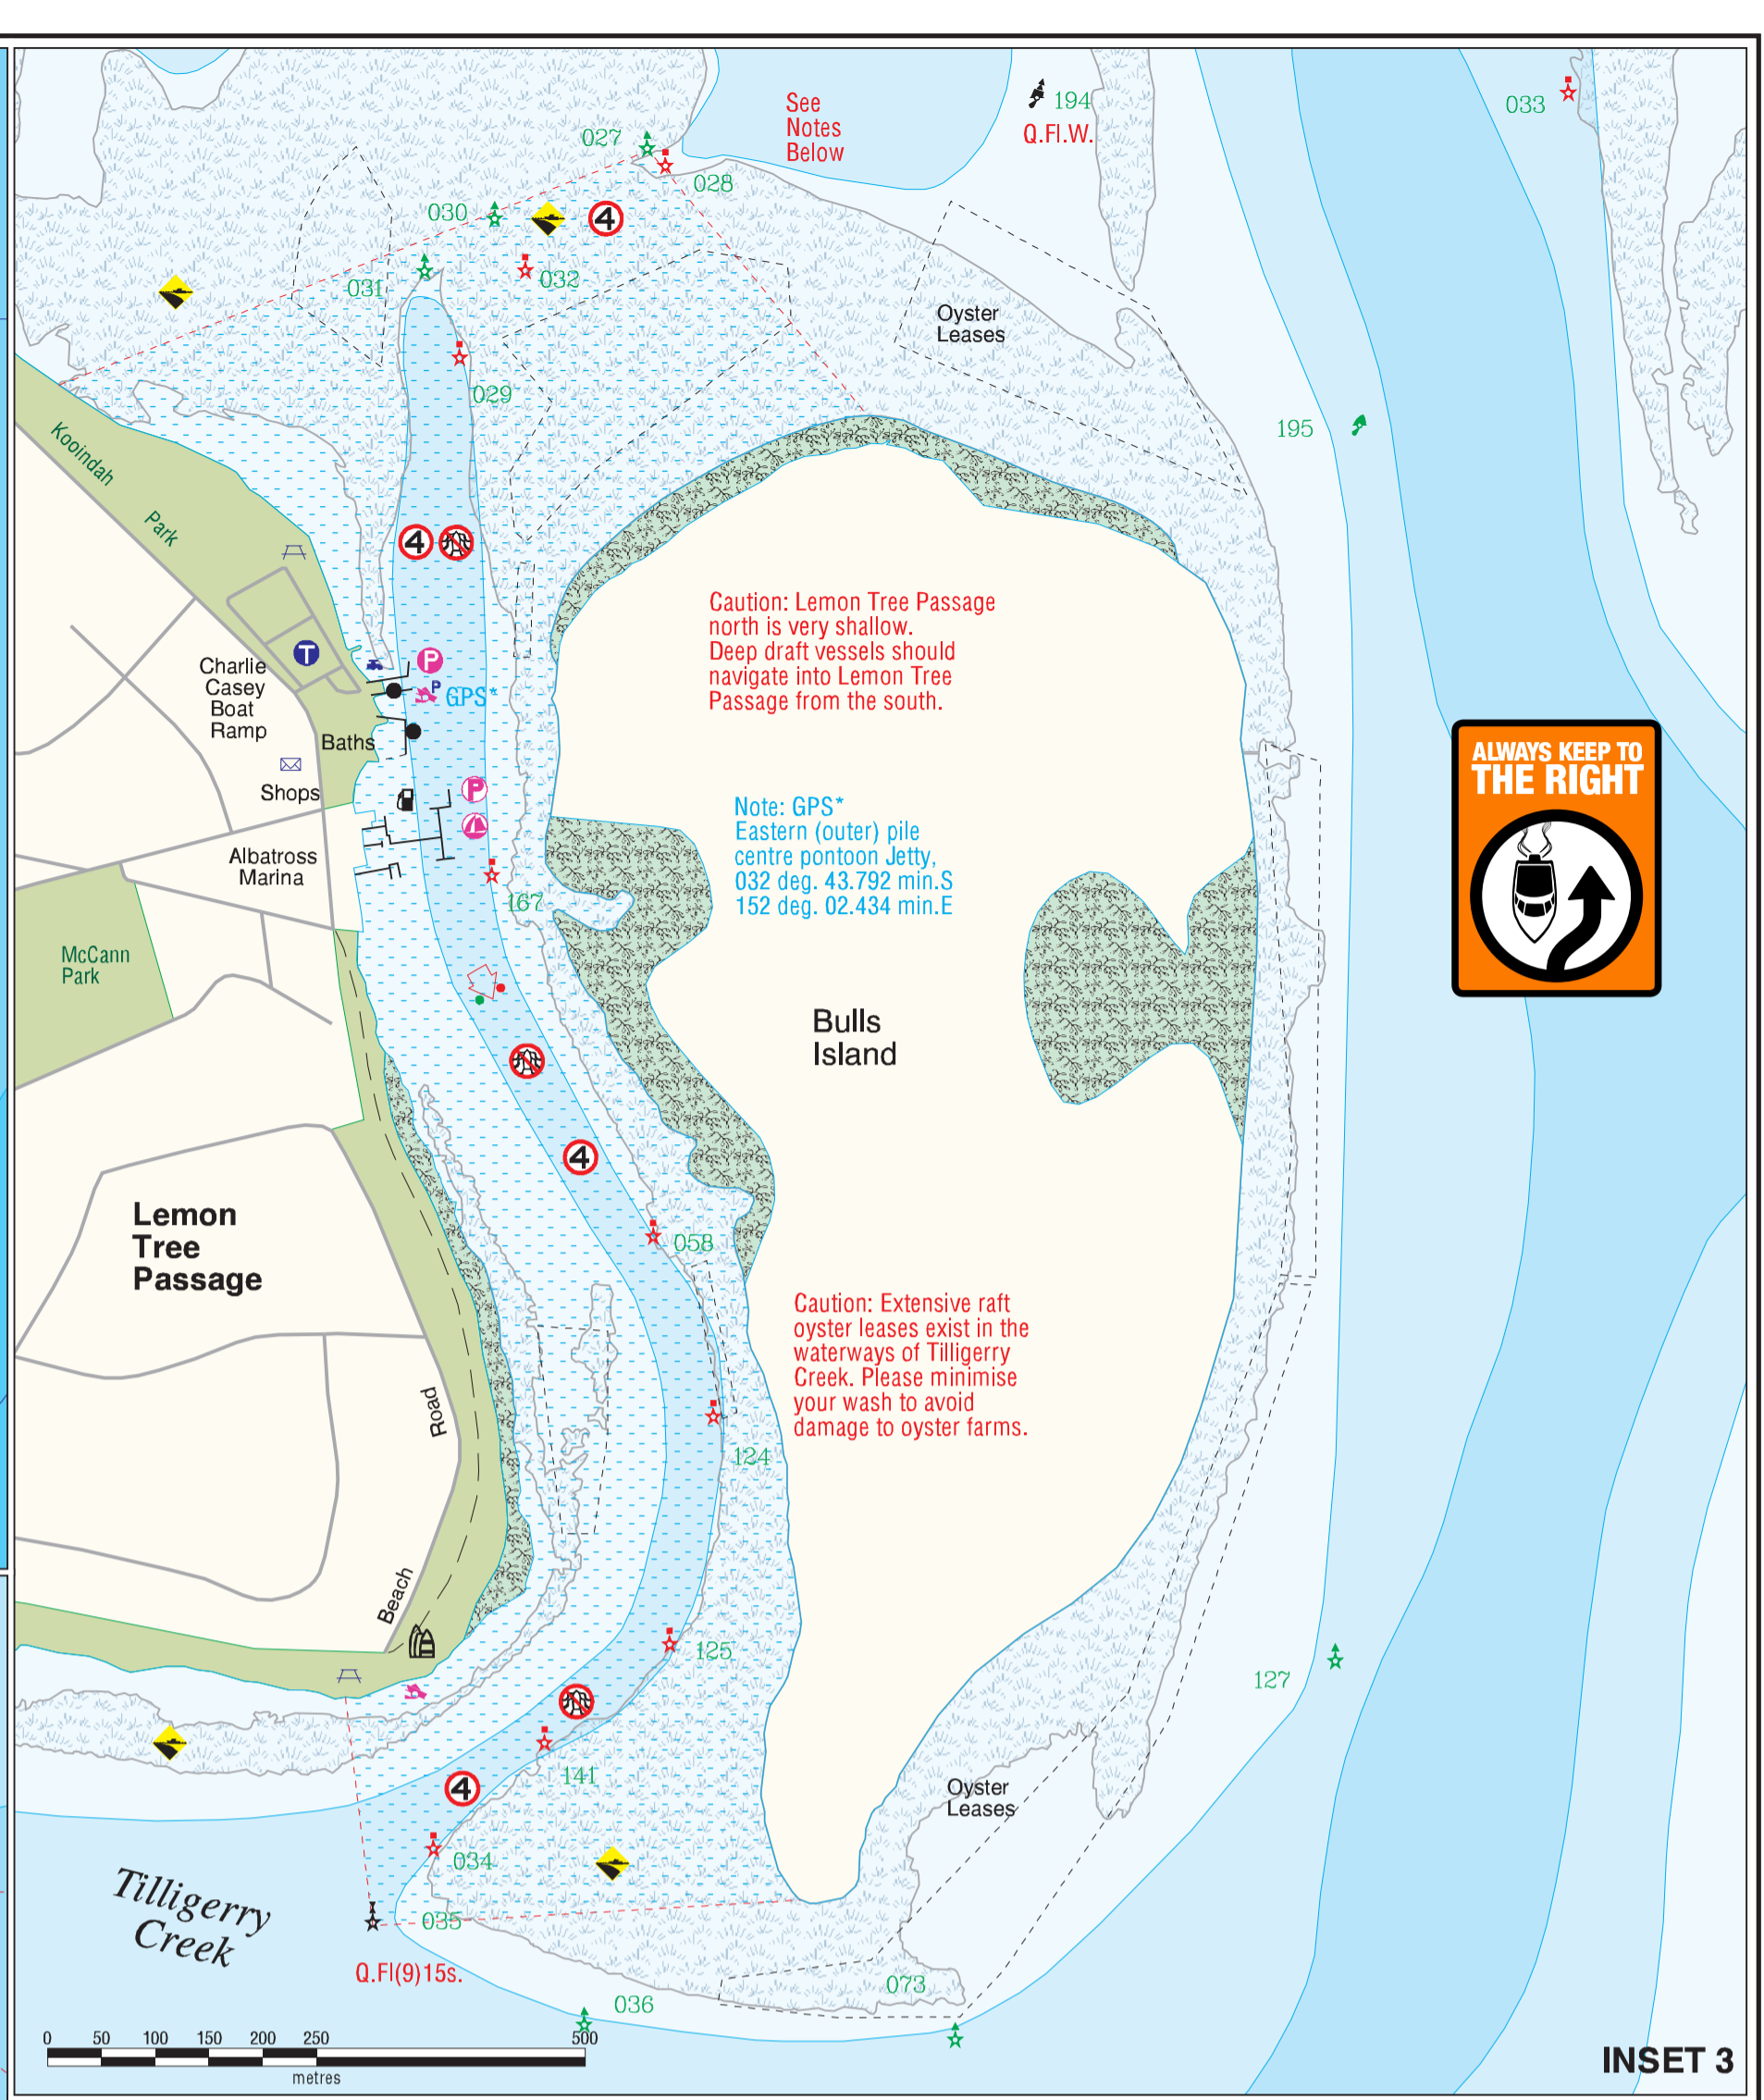 See
Notes
Below
194
Q.Fl.W.
033
027
028
030
4
031
032
Oyster
Leases
029
195
Kooindah
Park
4
Caution: Lemon Tree Passage
north is very shallow.
Deep draft vessels should
navigate into Lemon Tree
Passage from the south.
T
P
P
GPS*
Charlie
Casey
Boat
Ramp
Baths
Shops
P
Albatross
Marina
167
Note: GPS*
Eastern (outer) pile
centre pontoon Jetty,
032 deg. 43.792 min.S
152 deg. 02.434 min.E
ALWAYS KEEP TO
THE RIGHT
McCann
Park
Bulls
Island
4
Lemon
Tree
Passage
058
Caution: Extensive raft
oyster leases exist in the
waterways of Tilligerry
Creek. Please minimise
your wash to avoid
damage to oyster farms.
Road
124
Beach
125
127
141
4
Oyster
Leases
034
Tilligerry
Creek
035
Q.Fl(9)15s.
073
036
0 50 100 150 200 250 500
metres
INSET 3